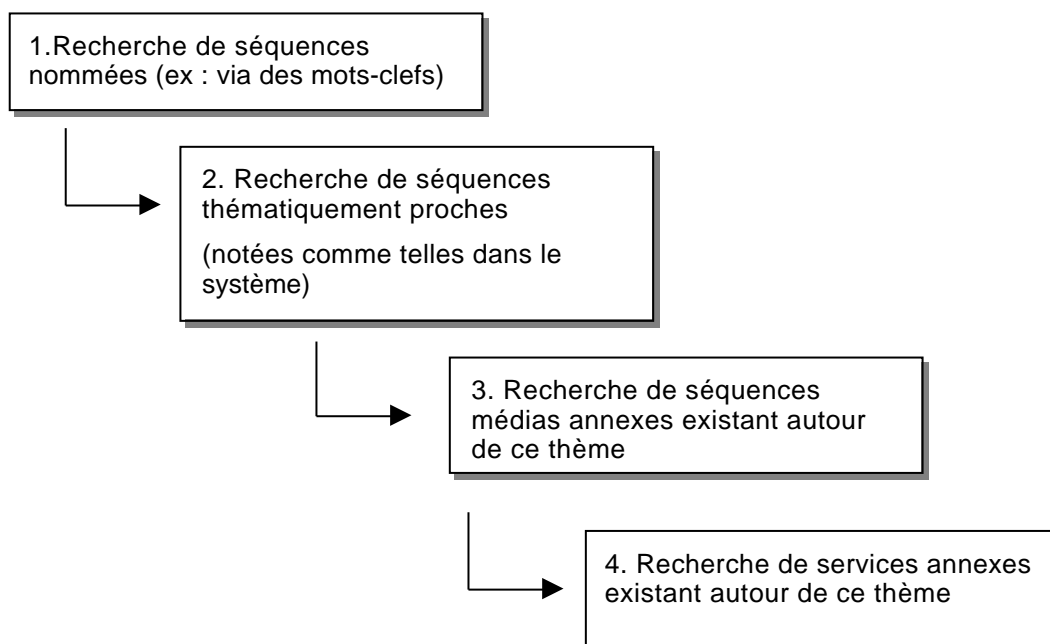 1.Recherche de séquences
nommées (ex : via des mots-clefs)
2. Recherche de séquences
thématiquement proches
(notées comme telles dans le
système)
3. Recherche de séquences
médias annexes existant autour
de ce thème
4. Recherche de services annexes
existant autour de ce thème